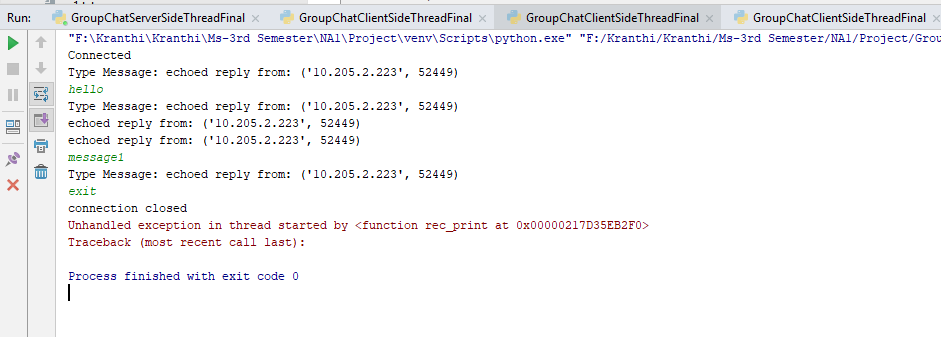 Run: GroupChatServerSideThreadFinal × GroupChatClientSideThreadFinal × GroupChatClientSideThreadFinal × GroupChatClientSideThreadFinal ×
"F:\Kranthi\Kranthi\Ms-3rd Semester\NA1\Project\venv\Scripts\python.exe" "F:/Kranthi/Kranthi/Ms-3rd Semester/NA1/Project/Grou
Connected
Type Message: echoed reply from: ('10.205.2.223', 52449)
hello
Type Message: echoed reply from: ('10.205.2.223', 52449)
echoed reply from: ('10.205.2.223', 52449)
echoed reply from: ('10.205.2.223', 52449)
message1
Type Message: echoed reply from: ('10.205.2.223', 52449)
exit
connection closed
Unhandled exception in thread started by <function rec_print at 0x00000217D35EB2F0>
Traceback (most recent call last):
Process finished with exit code 0